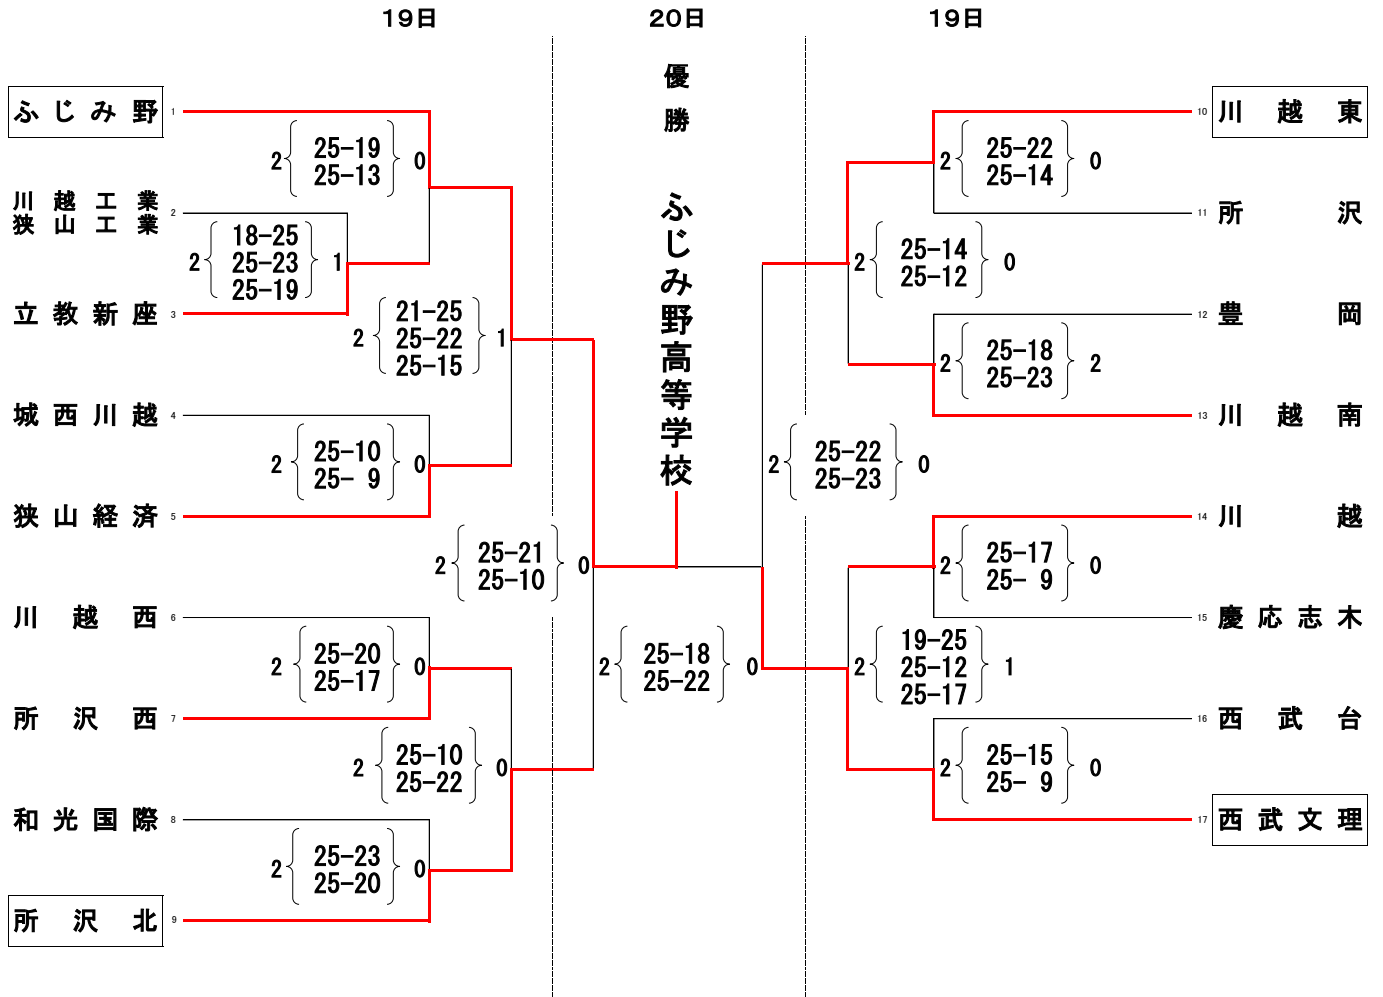 19日
20日
19日
優勝 ふじみ野高等学校
ふじみ野 1
2 25-19 0
25-13
川越工業
狭山工業 2
2 18-25 1
25-23
25-19
立教新座 3
2 21-25 1
25-22
25-15
城西川越 4
2 25-10 0
25- 9
狭山経済 5
2 25-21 0
25-10
川越西 6
2 25-20 0
25-17
所沢西 7
2 25-10 0
25-22
和光国際 8
2 25-23 0
25-20
所沢北 9
2 25-18 0
25-22
10 川越東
2 25-22 0
25-14
11 所沢
2 25-14 0
25-12
12 豊岡
2 25-18 2
25-23
13 川越南
2 25-22 0
25-23
14 川越
2 25-17 0
25- 9
15 慶応志木
2 19-25 1
25-12
25-17
16 西武台
2 25-15 0
25- 9
17 西武文理